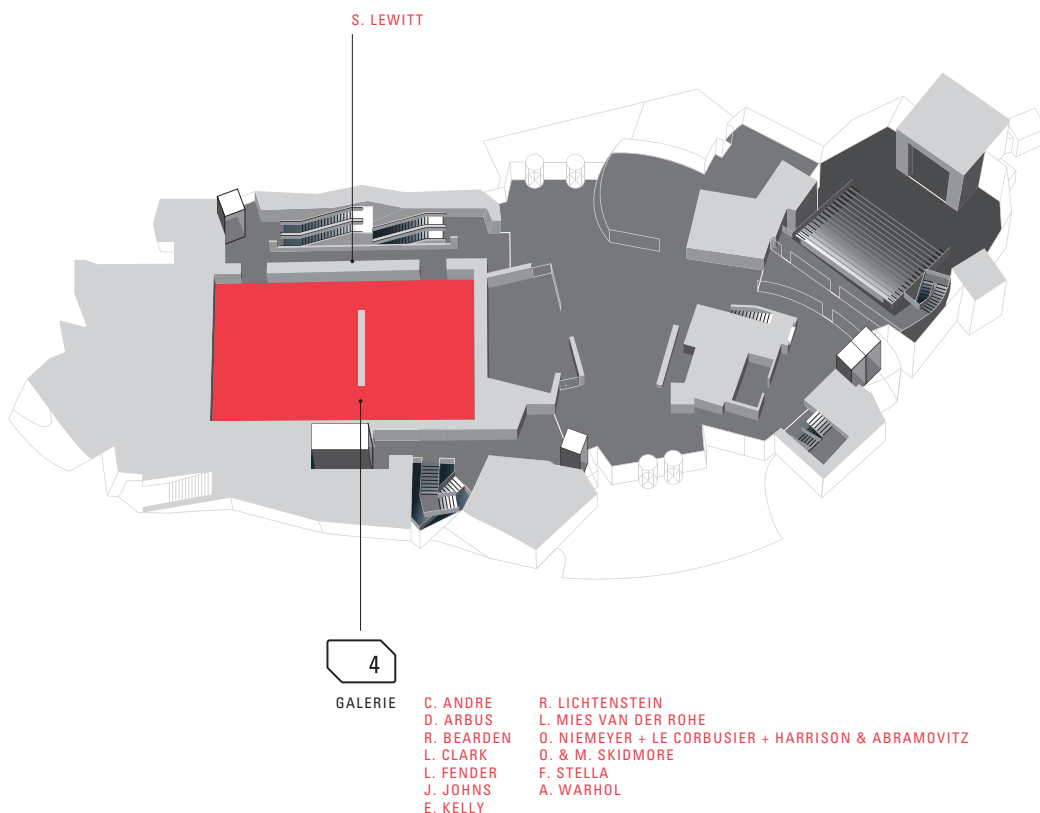 S. LEWITT
4
GALERIE
C. ANDRE
D. ARBUS
R. BEARDEN
L. CLARK
L. FENDER
J. JOHNS
E. KELLY
R. LICHTENSTEIN
L. MIES VAN DER ROHE
O. NIEMEYER + LE CORBUSIER + HARRISON & ABRAMOVITZ
O. & M. SKIDMORE
F. STELLA
A. WARHOL